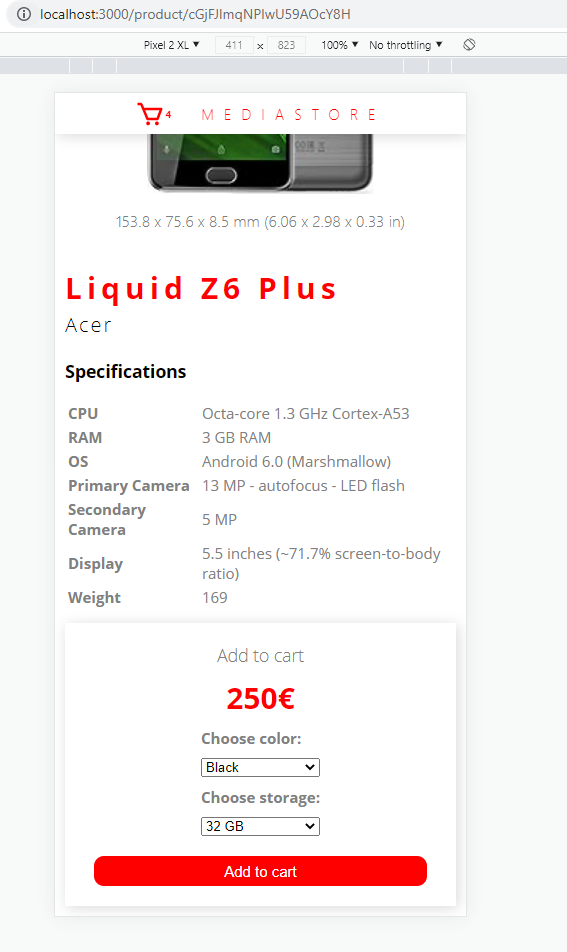 localhost:3000/product/cGjFJlmqNPIwU59AOcY8H
Pixel 2 XL ▼ 411 x 823 100% ▼ No throttling ▼
4 MEDIASTORE
153.8 x 75.6 x 8.5 mm (6.06 x 2.98 x 0.33 in)
Liquid Z6 Plus
Acer
Specifications
CPU Octa-core 1.3 GHz Cortex-A53
RAM 3 GB RAM
OS Android 6.0 (Marshmallow)
Primary Camera 13 MP - autofocus - LED flash
Secondary
Camera 5 MP
Display 5.5 inches (~71.7% screen-to-body
ratio)
Weight 169
Add to cart
250€
Choose color:
Black
Choose storage:
32 GB
Add to cart